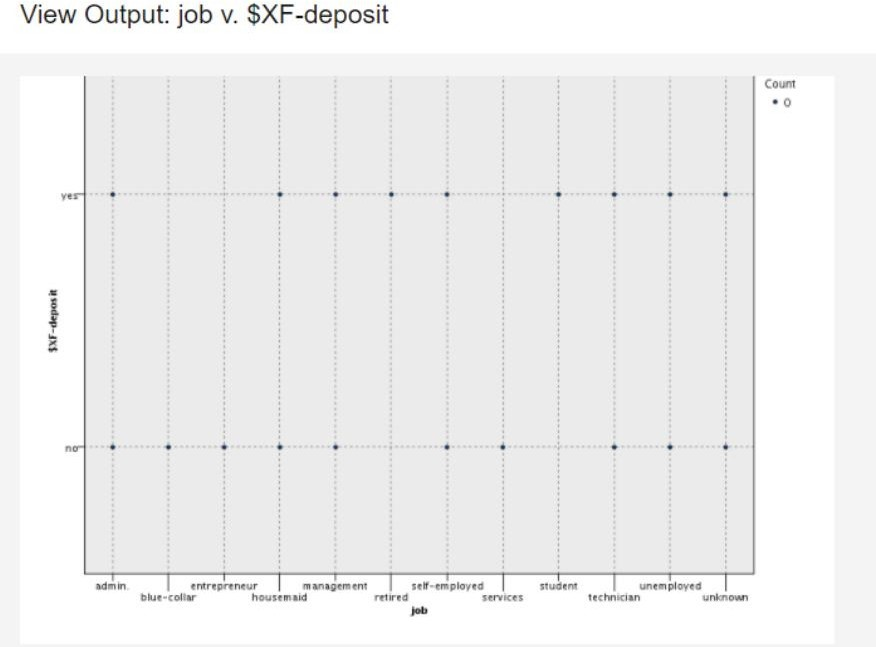 View Output: job v. $XF-deposit
Count
0
yes
$XF-deposit
no
admin. entrepreneur management self-employed student unemployed
blue-collar housemaid retired services technician unknown
job